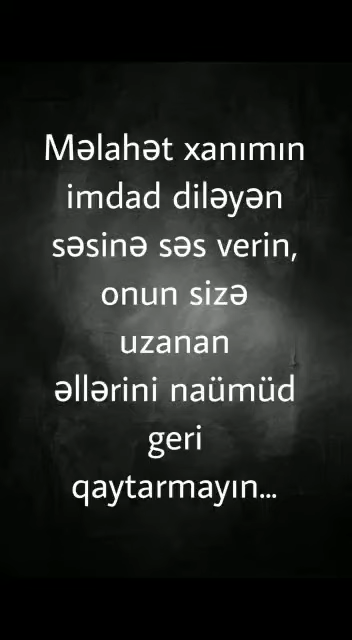 Məlahət xanımın
imdad diləyən
səsinə səs verin,
onun sizə
uzanan
əllərini naümüd
geri
qaytarmayın...